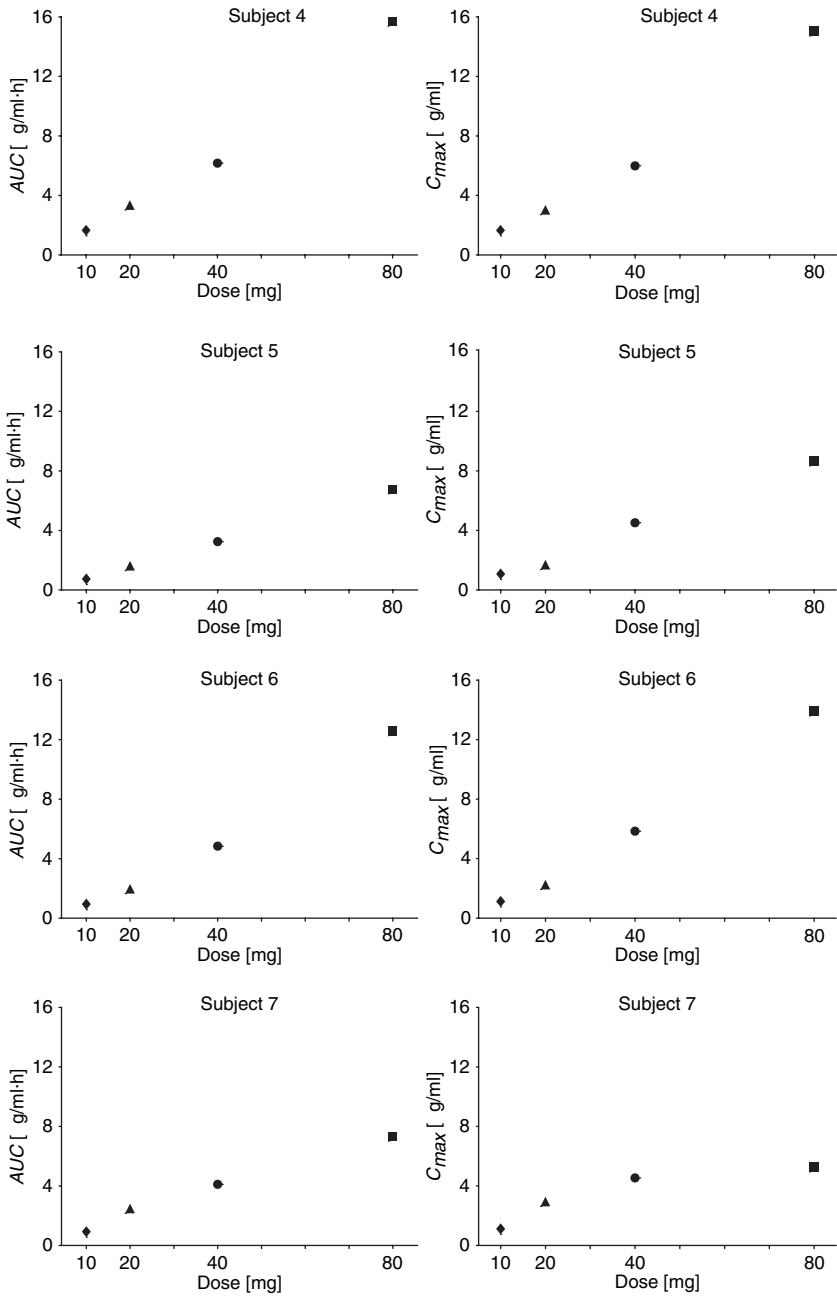 Subject 4
16
12
8
4
0
AUC [ g/ml·h]
10 20 40 80
Dose [mg]
Subject 4
16
12
8
4
0
Cmax [ g/ml]
10 20 40 80
Dose [mg]
Subject 5
16
12
8
4
0
AUC [ g/ml·h]
10 20 40 80
Dose [mg]
Subject 5
16
12
8
4
0
Cmax [ g/ml]
10 20 40 80
Dose [mg]
Subject 6
16
12
8
4
0
AUC [ g/ml·h]
10 20 40 80
Dose [mg]
Subject 6
16
12
8
4
0
Cmax [ g/ml]
10 20 40 80
Dose [mg]
Subject 7
16
12
8
4
0
AUC [ g/ml·h]
10 20 40 80
Dose [mg]
Subject 7
16
12
8
4
0
Cmax [ g/ml]
10 20 40 80
Dose [mg]